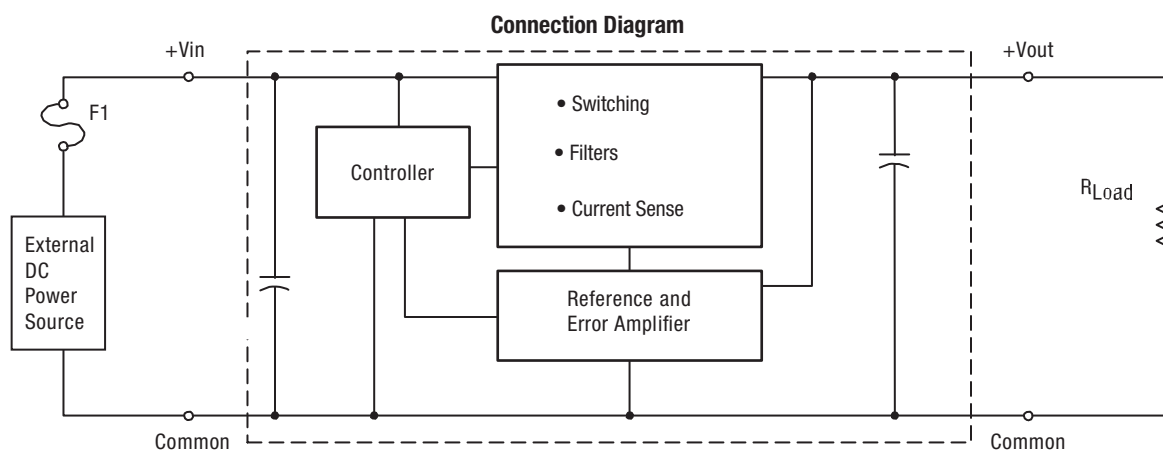 Connection Diagram
+Vin
+Vout
F1
• Switching
• Filters
• Current Sense
Controller
RLoad
External
DC
Power
Source
Reference and
Error Amplifier
Common
Common